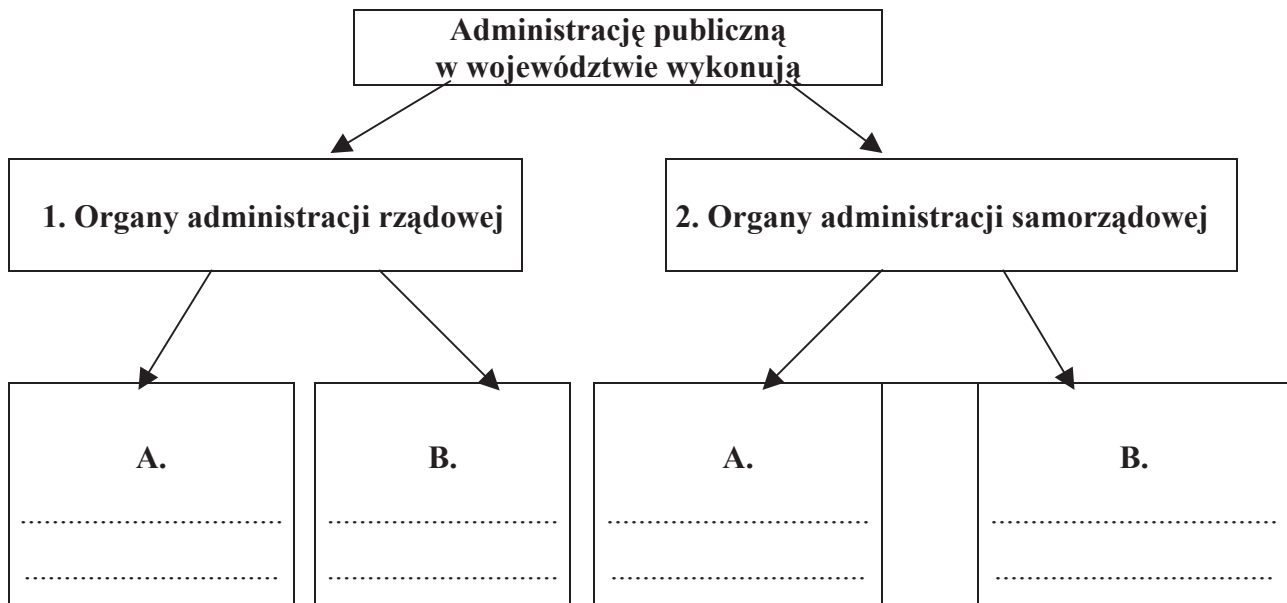 Administrację publiczną
w województwie wykonują
1. Organy administracji rządowej
2. Organy administracji samorządowej
A.
B.
A.
B.